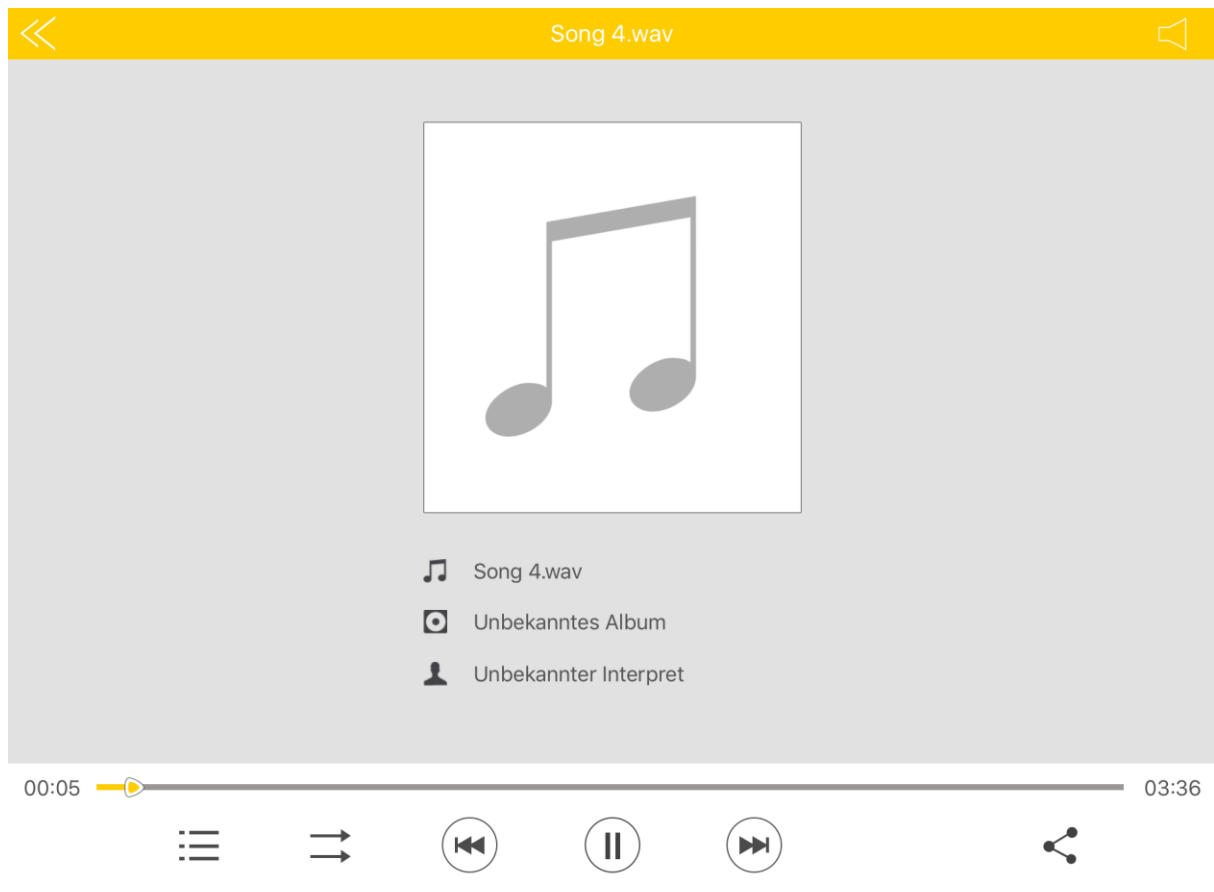 Song 4.wav
Song 4.wav
Unbekanntes Album
Unbekannter Interpret
00:05 03:36